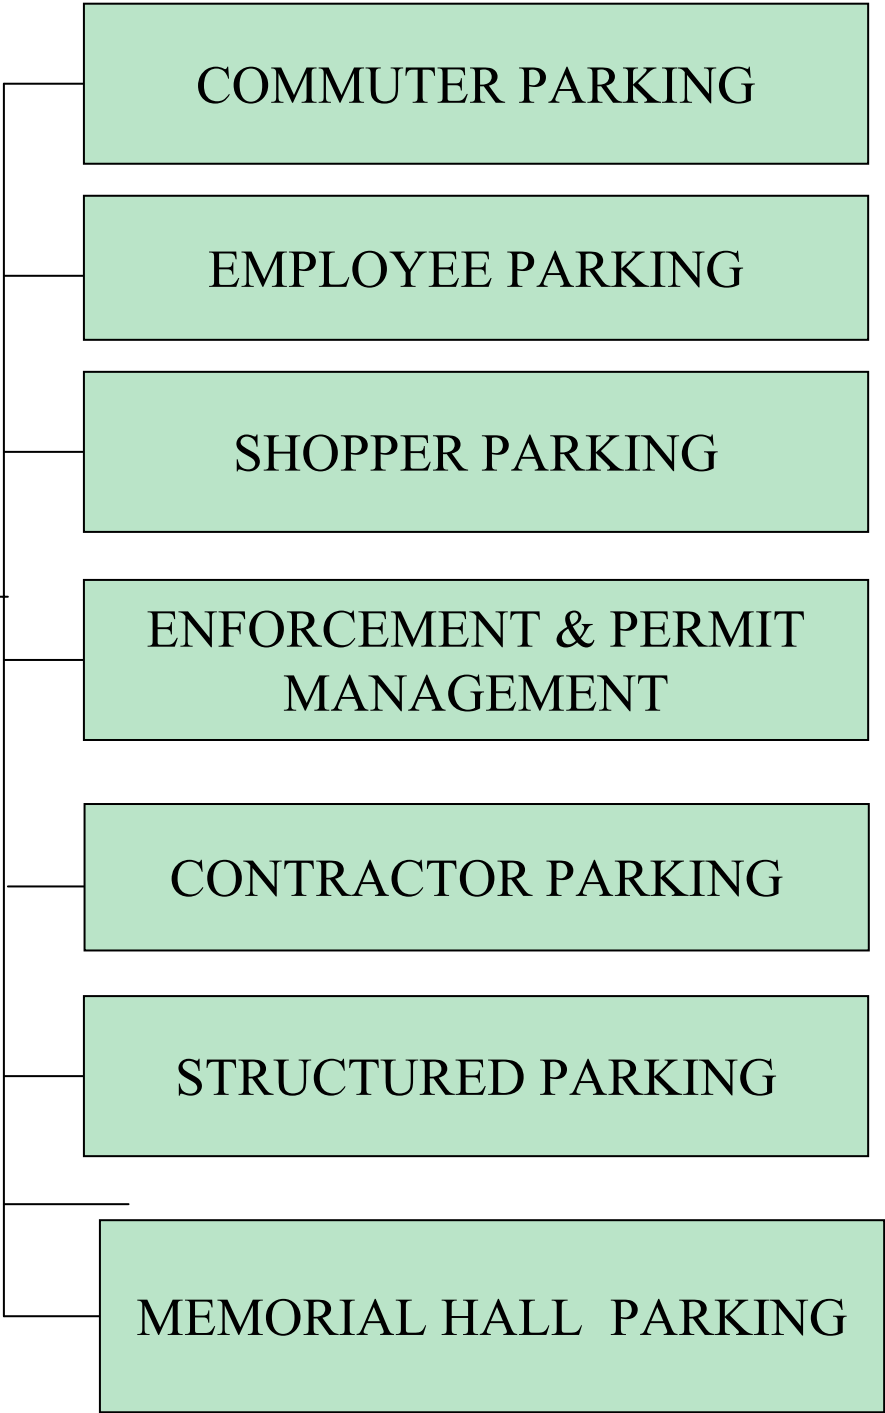 COMMUTER PARKING
EMPLOYEE PARKING
SHOPPER PARKING
ENFORCEMENT & PERMIT
MANAGEMENT
CONTRACTOR PARKING
STRUCTURED PARKING
MEMORIAL HALL  PARKING